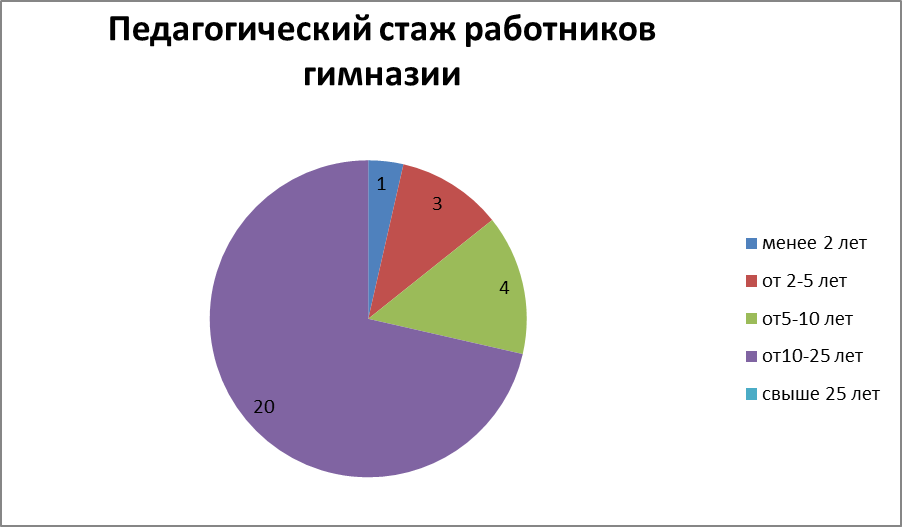 Педагогический стаж работников
гимназии
1
3
4
20
менее 2 лет
от 2-5 лет
от5-10 лет
от10-25 лет
свыше 25 лет